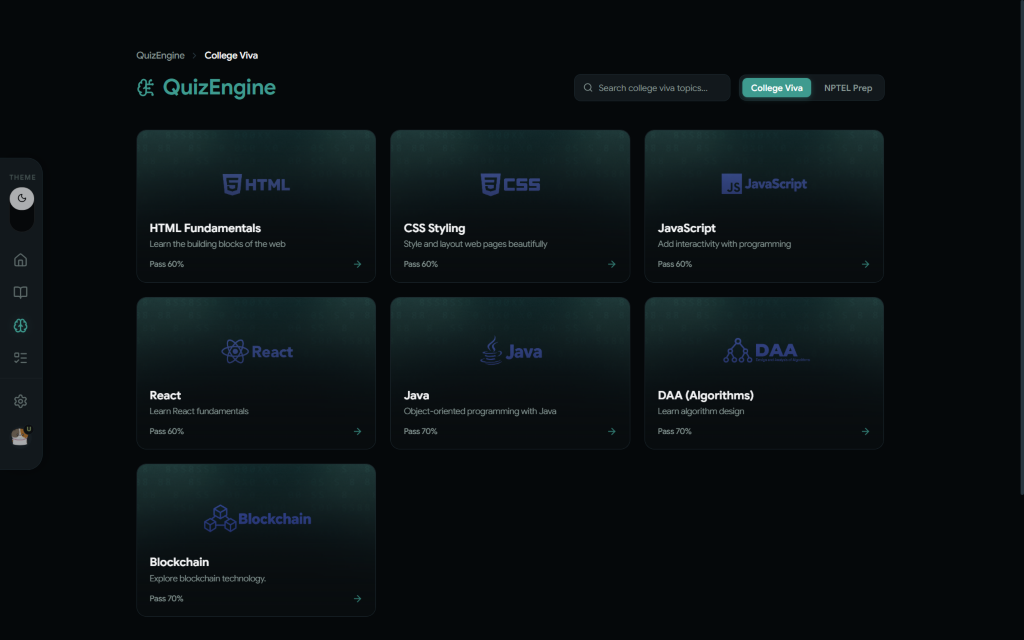 QuizEngine > College Viva
QuizEngine
Search college viva topics...
College Viva
NPTEL Prep
THEME
U
HTML
HTML Fundamentals
Learn the building blocks of the web
Pass 60%
CSS
CSS Styling
Style and layout web pages beautifully
Pass 60%
JS JavaScript
JavaScript
Add interactivity with programming
Pass 60%
React
React
Learn React fundamentals
Pass 60%
Java
Java
Object-oriented programming with Java
Pass 70%
DAA
DAA (Algorithms)
Learn algorithm design
Pass 70%
Blockchain
Blockchain
Explore blockchain technology.
Pass 70%